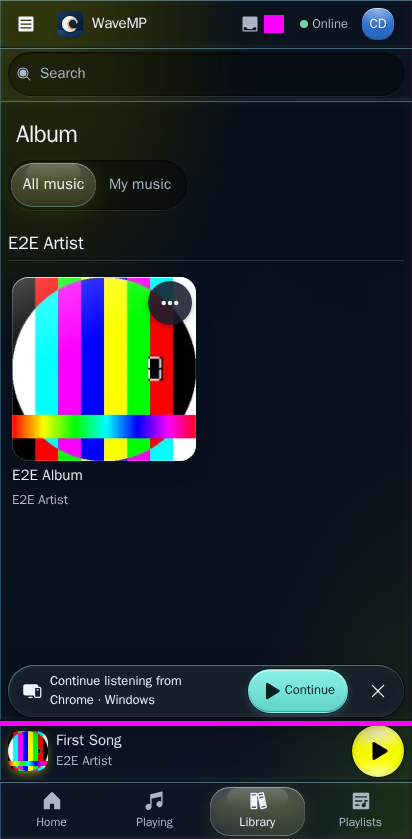 WaveMP
Online
CD
Search
Album
All music
My music
E2E Artist
E2E Album
E2E Artist
Continue listening from
Chrome · Windows
Continue
First Song
E2E Artist
Home
Playing
Library
Playlists